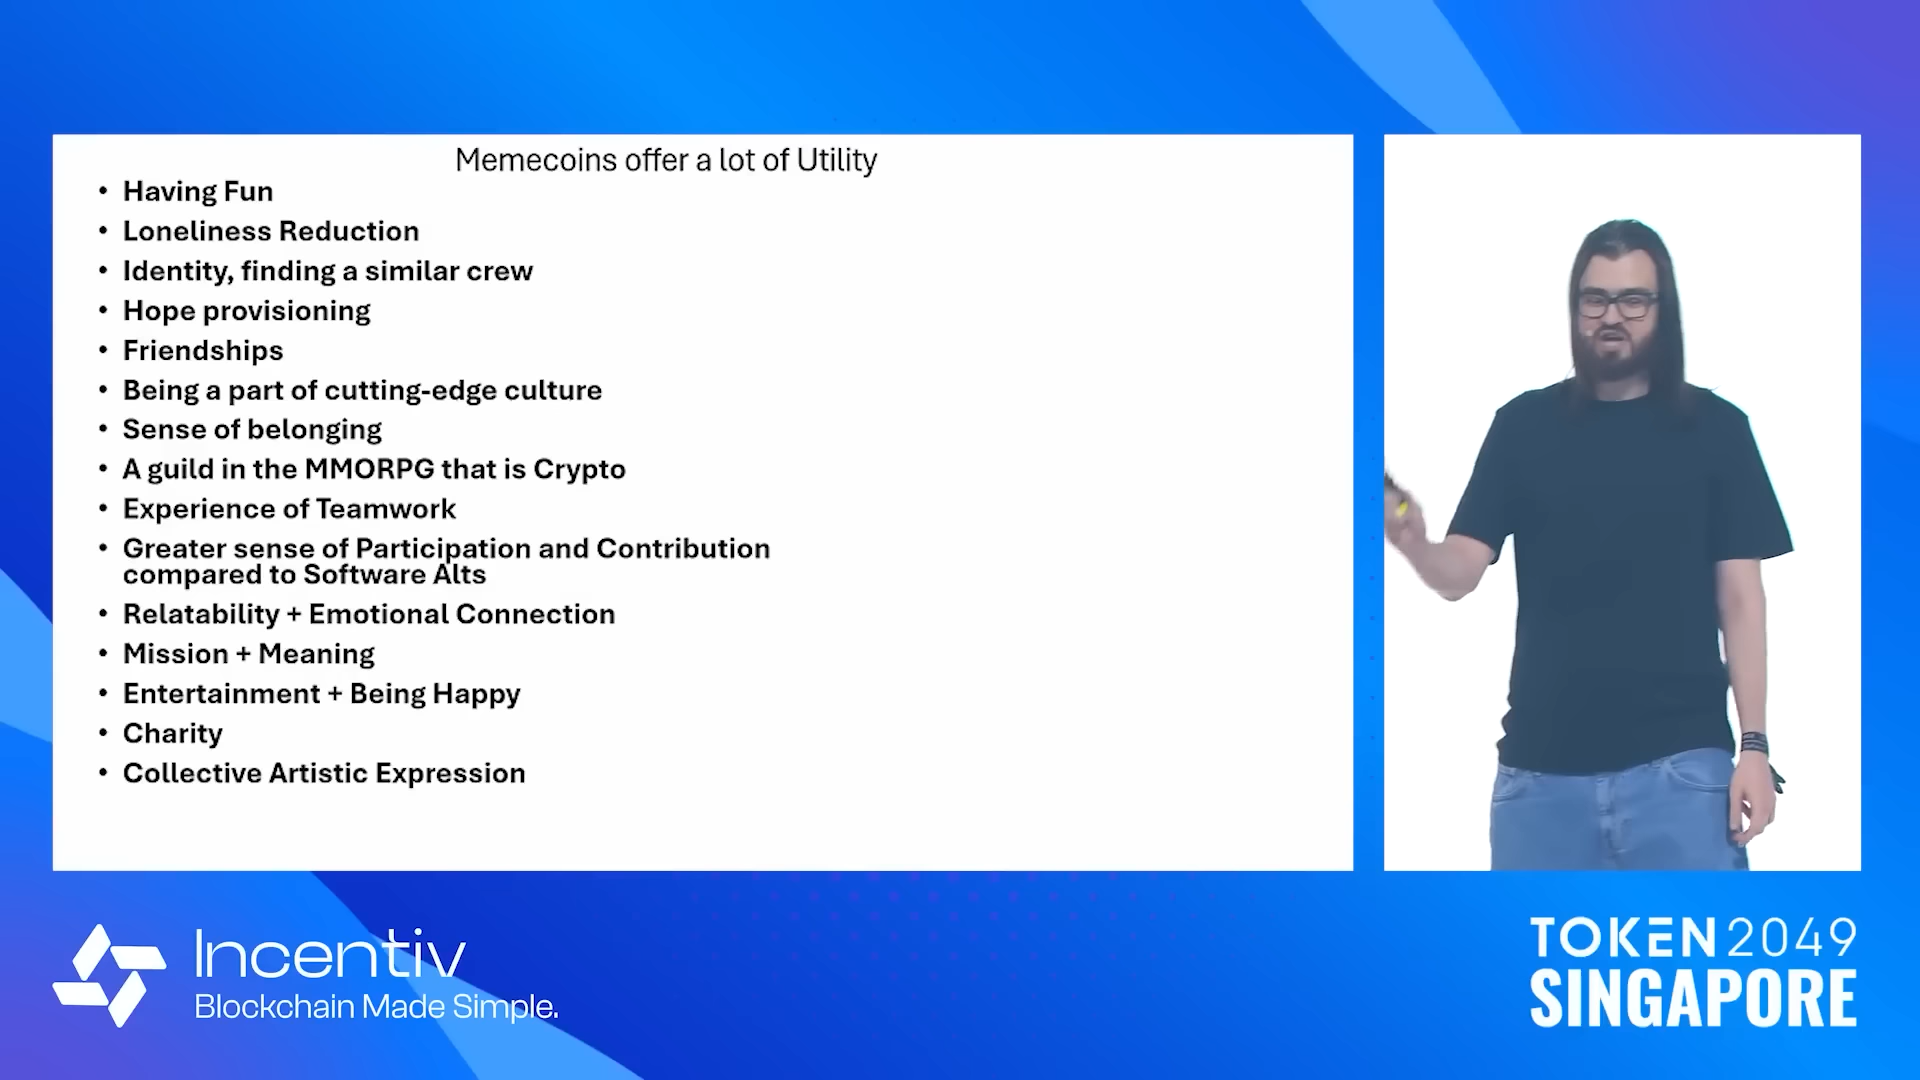 Memecoins offer a lot of Utility
• Having Fun
• Loneliness Reduction
• Identity, finding a similar crew
• Hope provisioning
• Friendships
• Being a part of cutting-edge culture
• Sense of belonging
• A guild in the MMORPG that is Crypto
• Experience of Teamwork
• Greater sense of Participation and Contribution
compared to Software Alts
• Relatability + Emotional Connection
• Mission + Meaning
• Entertainment + Being Happy
• Charity
• Collective Artistic Expression
Incentiv
Blockchain Made Simple.
TOKEN2049
SINGAPORE